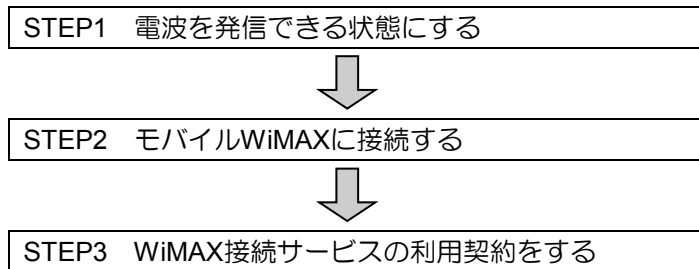 STEP1 電波を発信できる状態にする
STEP2 モバイルWiMAXに接続する
STEP3 WiMAX接続サービスの利用契約をする